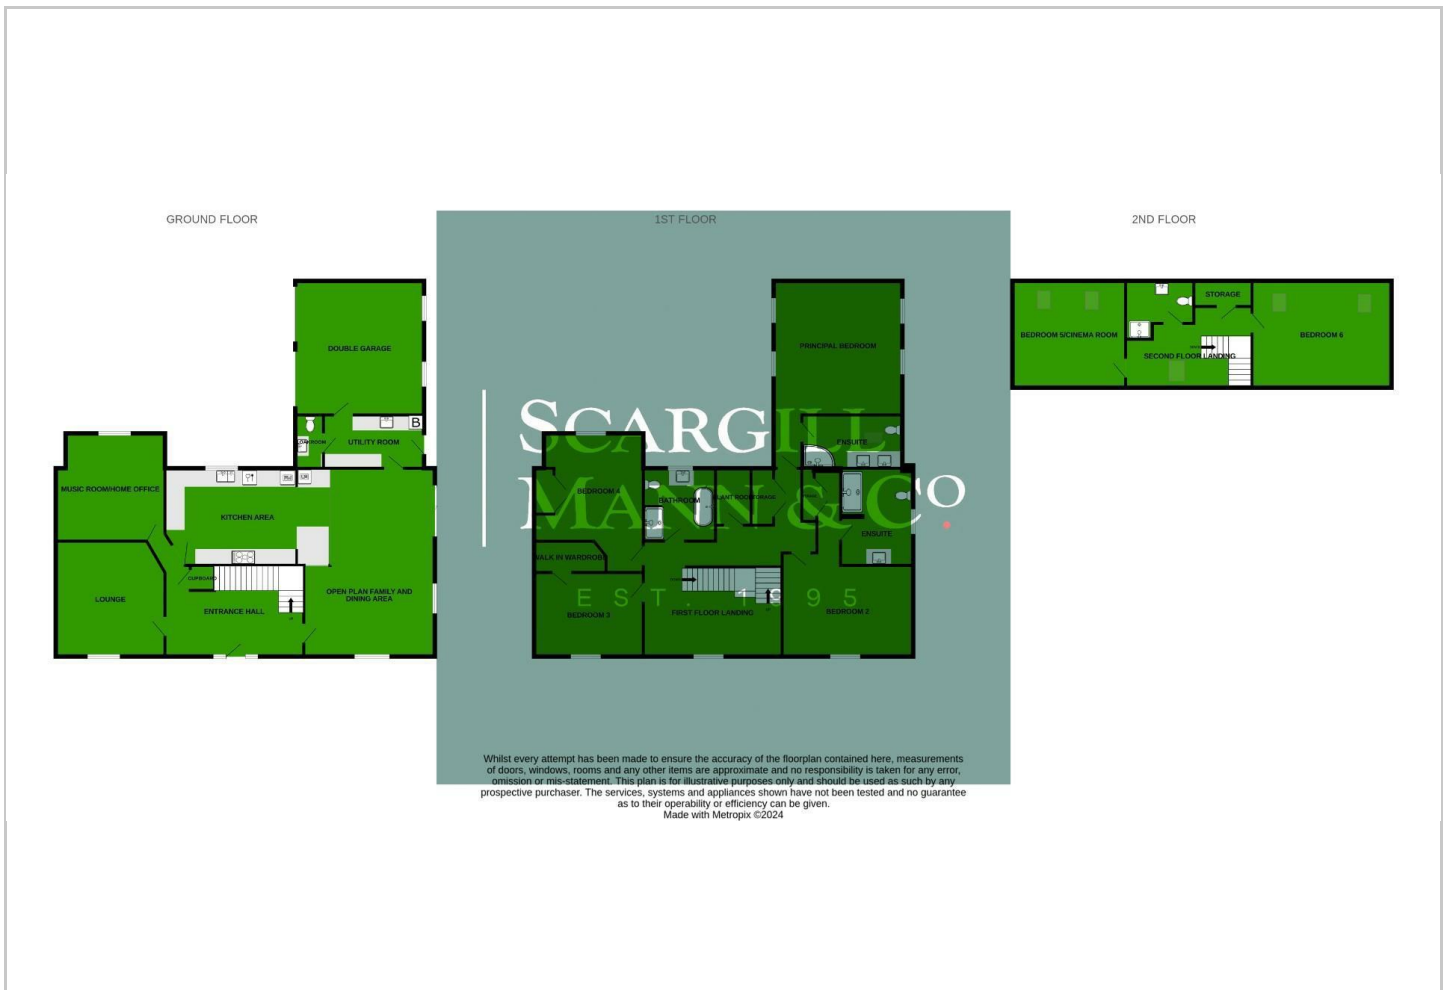 GROUND FLOOR
1ST FLOOR
2ND FLOOR
DOUBLE GARAGE
B
UTILITY ROOM
MUSIC ROOM/HOME OFFICE
KITCHEN AREA
CUPBOARD
LOUNGE
ENTRANCE HALL
OPEN PLAN FAMILY AND
DINING AREA
PRINCIPAL BEDROOM
ENSUITE
BEDROOM 4
BATHROOM
PLANT ROOM
STORAGE
WALK IN WARDROBE
ENSUITE
BEDROOM 3
FIRST FLOOR LANDING
BEDROOM 2
SCARGILL
MANN & CO.
EST. 1995
STORAGE
BEDROOM 5/CINEMA ROOM
SECOND FLOOR LANDING
BEDROOM 6
Whilst every attempt has been made to ensure the accuracy of the floorplan contained here, measurements
of doors, windows, rooms and any other items are approximate and no responsibility is taken for any error,
omission or mis-statement. This plan is for illustrative purposes only and should be used as such by any
prospective purchaser. The services, systems and appliances shown have not been tested and no guarantee
as to their operability or efficiency can be given.
Made with Metropix ©2024